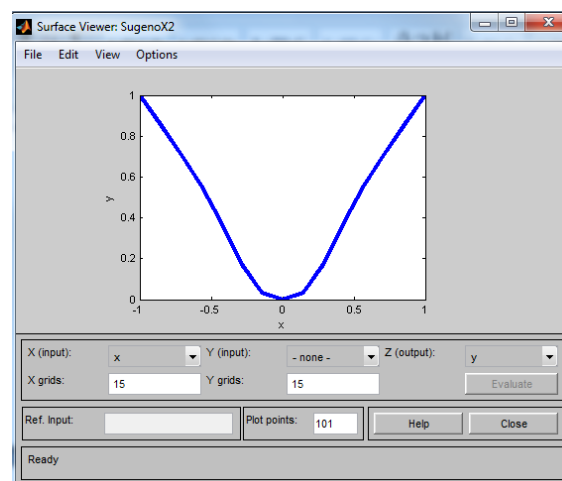 Surface Viewer: SugenoX2
File Edit View Options
1
0.8
0.6
0.4
0.2
0
y
-1 -0.5 0 0.5 1
x
X (input): x Y (input): - none - Z (output): y
X grids: 15 Y grids: 15 Evaluate
Ref. Input: Plot points: 101 Help Close
Ready